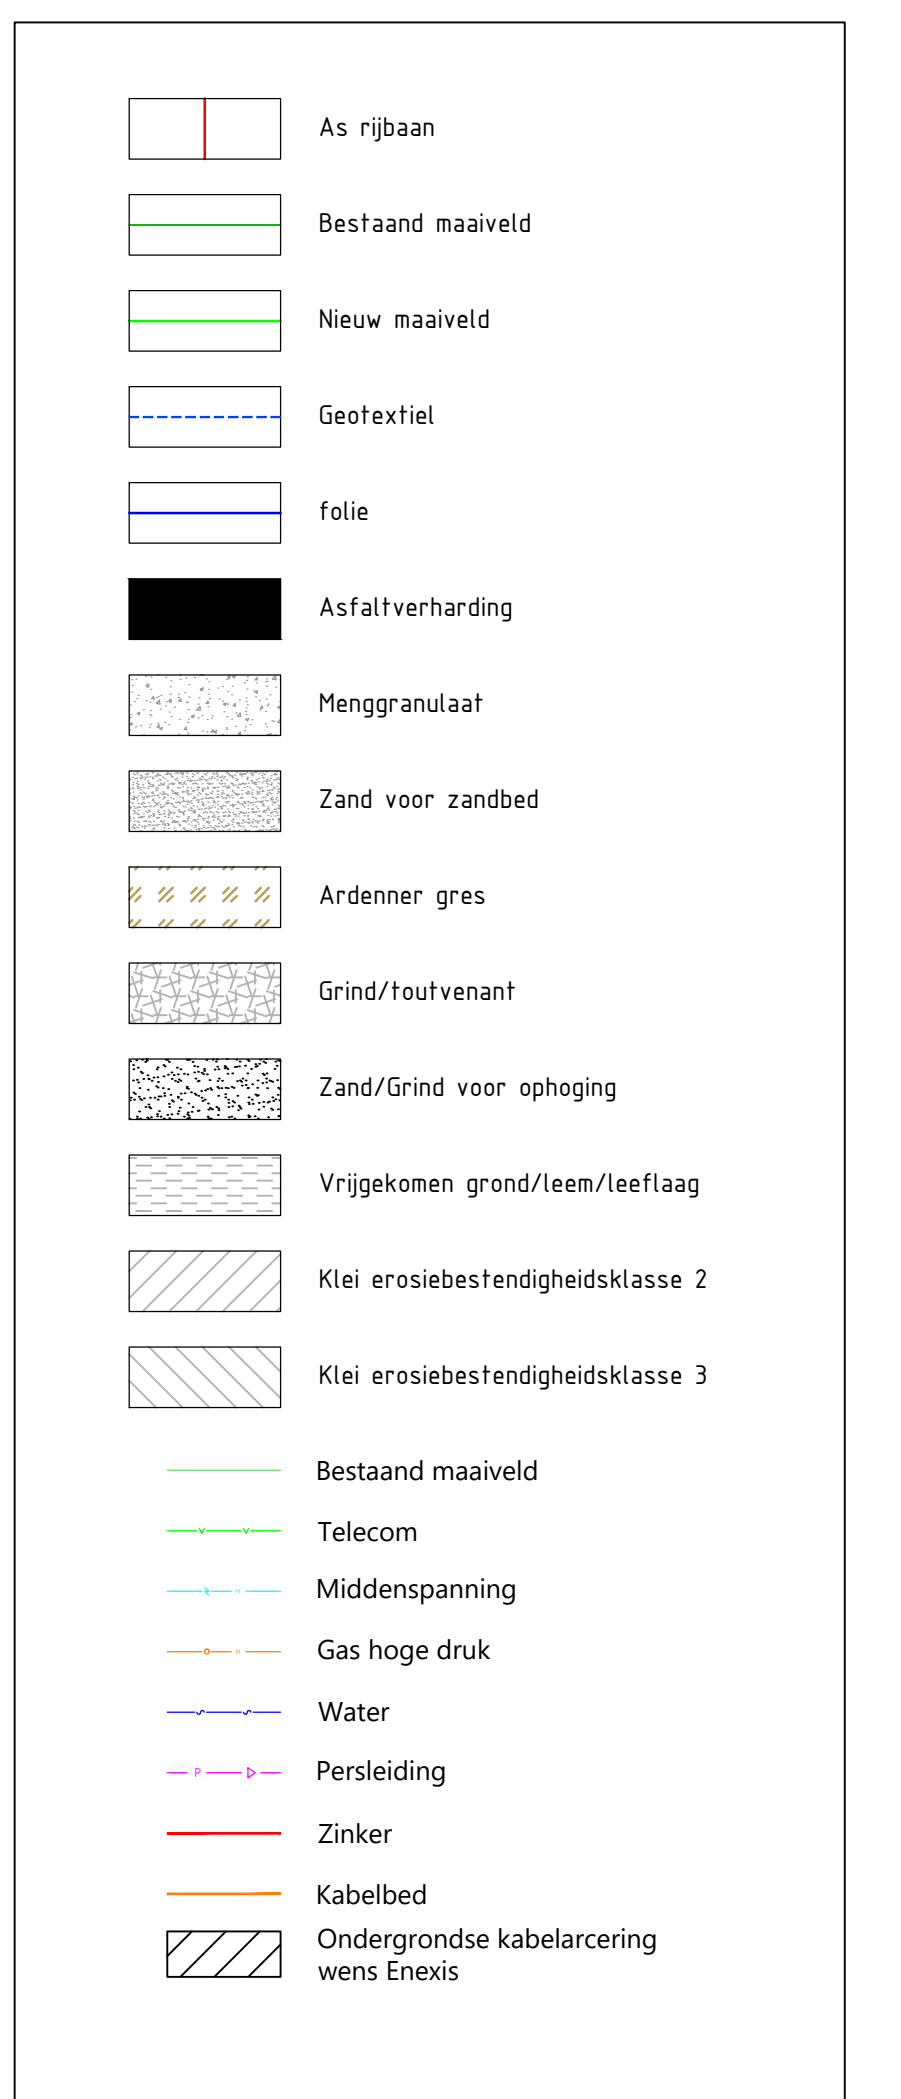 As rijbaan
Bestaand maaiveld
Nieuw maaiveld
Geotextiel
folie
Asfaltverharding
Menggranulaat
Zand voor zandbed
Ardenner gres
Grind/toutvenant
Zand/Grind voor ophoging
Vrijgekomen grond/leem/leeflaag
Klei erosiebestendigheidsklasse 2
Klei erosiebestendigheidsklasse 3
Bestaand maaiveld
v v Telecom
M Middenspanning
H Gas hoge druk
Water
P Persleiding
Zinker
Kabelbed
Ondergrondse kabelarcering
wens Enexis